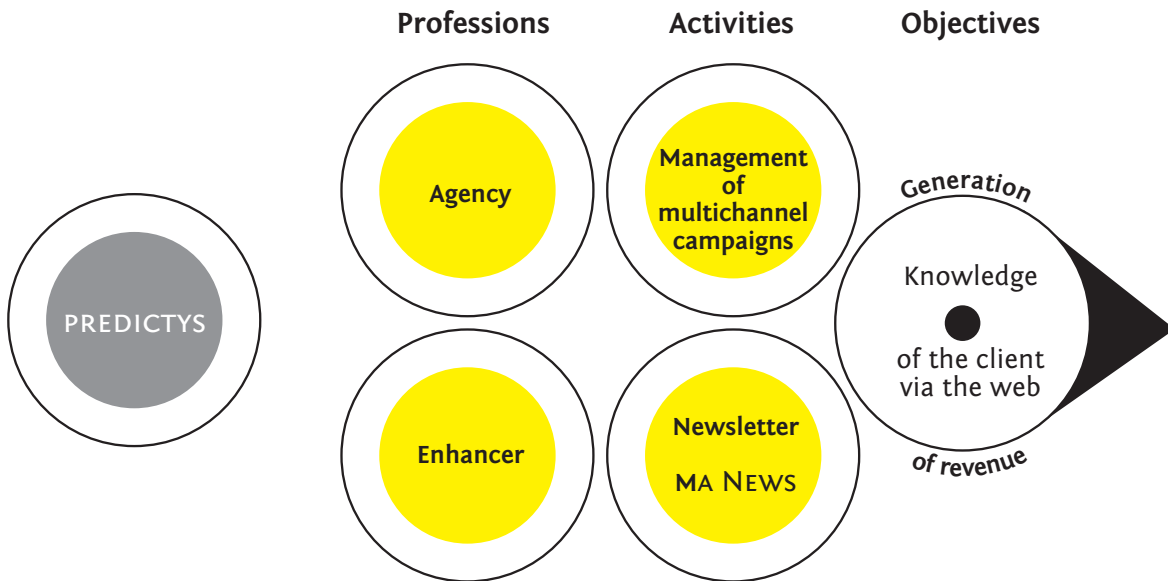 Professions
Activities
Objectives
PREDICTYS
Agency
Management
of
multichannel
campaigns
Enhancer
Newsletter
MA NEWS
Generation
Knowledge
of the client
via the web
of revenue